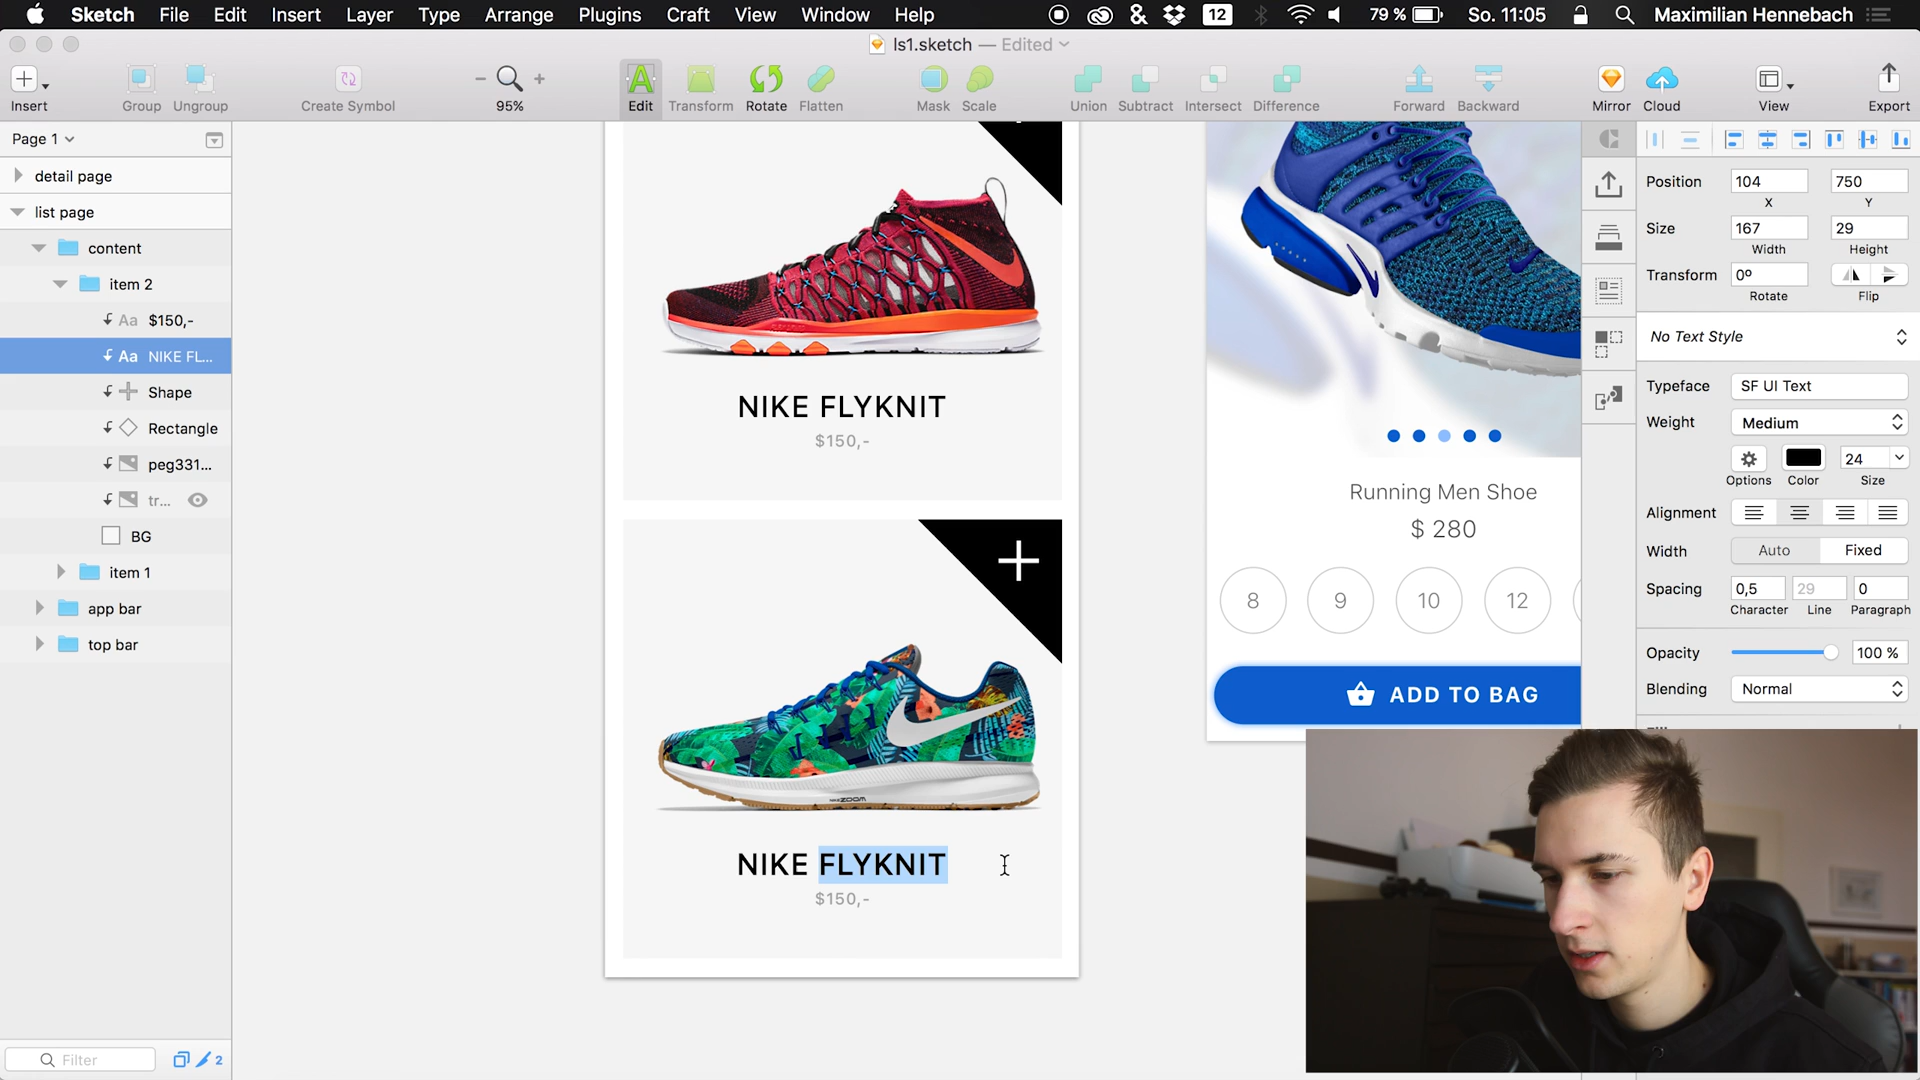 Sketch File Edit Insert Layer Type Arrange Plugins Craft View Window Help 12 79 % So. 11:05 Maximilian Hennebach
ls1.sketch — Edited
Insert Group Ungroup Create Symbol 95% Edit Transform Rotate Flatten Mask Scale Union Subtract Intersect Difference Forward Backward Mirror Cloud View Export
Page 1
detail page
list page
content
item 2
Aa $150,-
Aa NIKE FL...
Shape
Rectangle
peg331...
tr...
BG
item 1
app bar
top bar
Filter
2
NIKE FLYKNIT
$150,-
NIKE ZOOM
NIKE FLYKNIT
$150,-
Running Men Shoe
$ 280
8 9 10 12
ADD TO BAG
Position 104 750
X Y
Size 167 29
Width Height
Transform 0º
Rotate Flip
No Text Style
Typeface SF UI Text
Weight Medium
24
Options Color Size
Alignment
Width Auto Fixed
Spacing 0,5 29 0
Character Line Paragraph
Opacity 100 %
Blending Normal